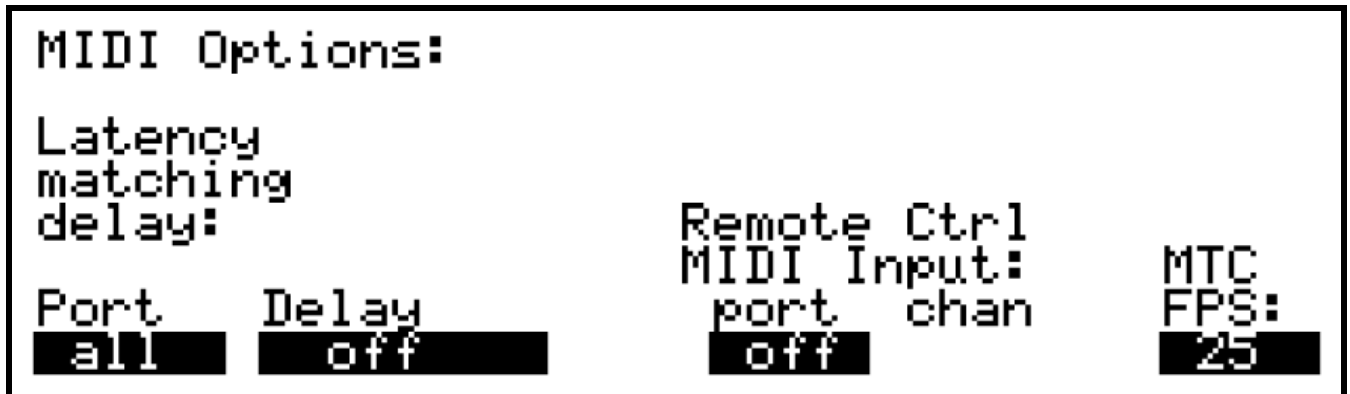 MIDI Options:
Latency
matching
delay:
Remote Ctrl
MIDI Input: MTC
Port Delay port chan FPS:
all off off 25